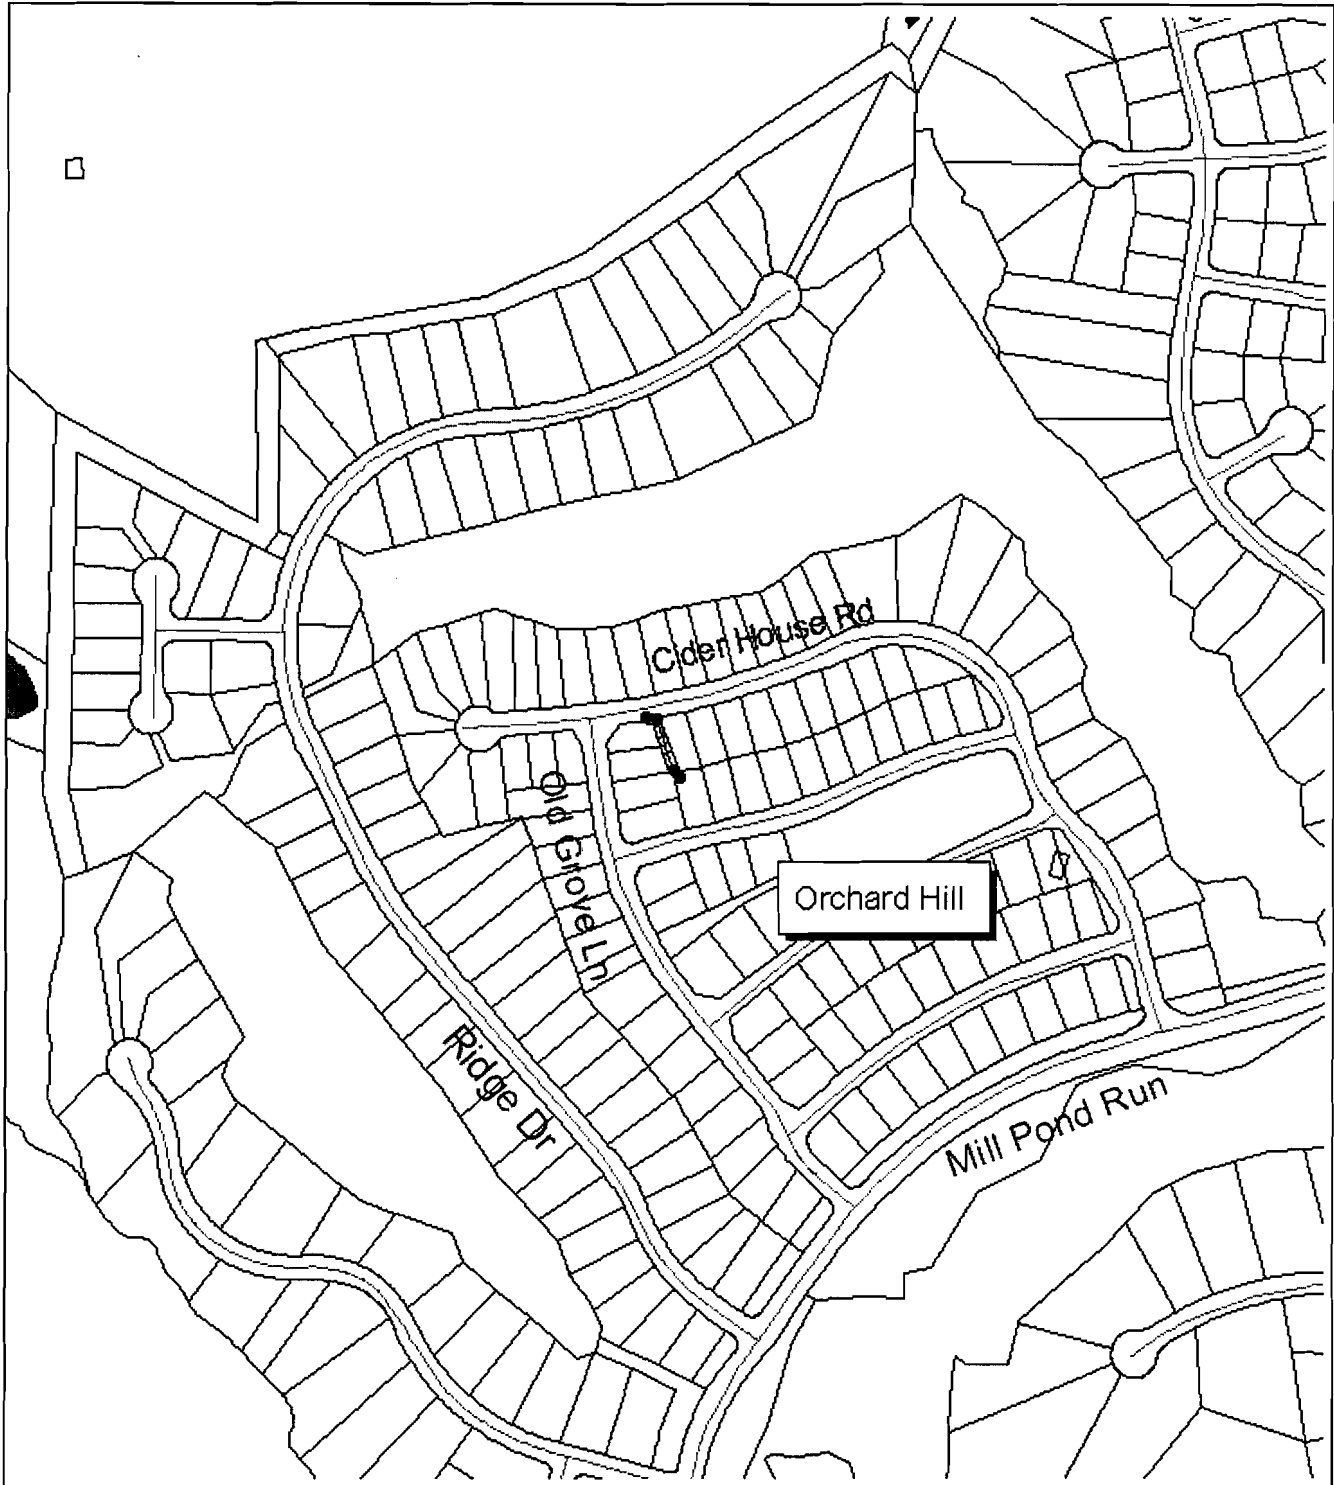 Cider House Rd
Old Grove Ln
Orchard Hill
Ridge Dr
Mill Pond Run